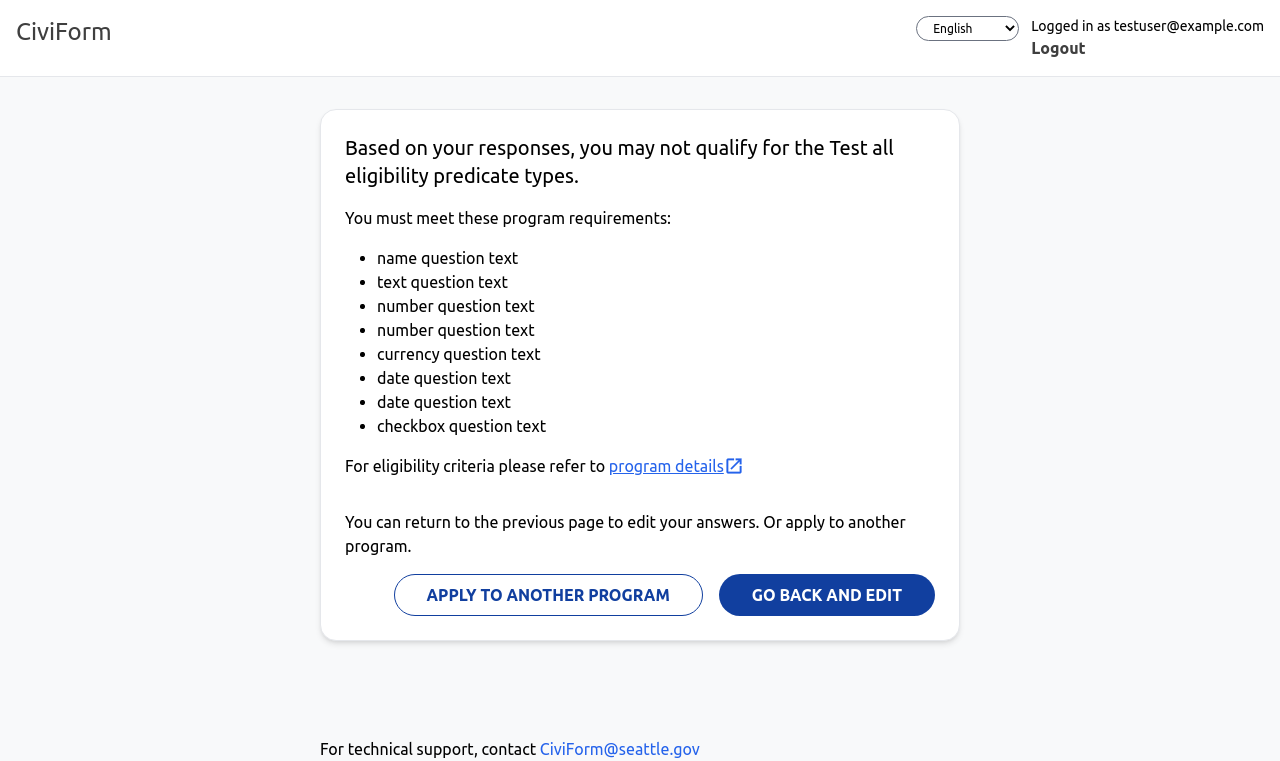 CiviForm
English
Logged in as testuser@example.com
Logout
Based on your responses, you may not qualify for the Test all
eligibility predicate types.
You must meet these program requirements:
name question text
text question text
number question text
number question text
currency question text
date question text
date question text
checkbox question text
For eligibility criteria please refer to program details
You can return to the previous page to edit your answers. Or apply to another
program.
APPLY TO ANOTHER PROGRAM
GO BACK AND EDIT
For technical support, contact CiviForm@seattle.gov